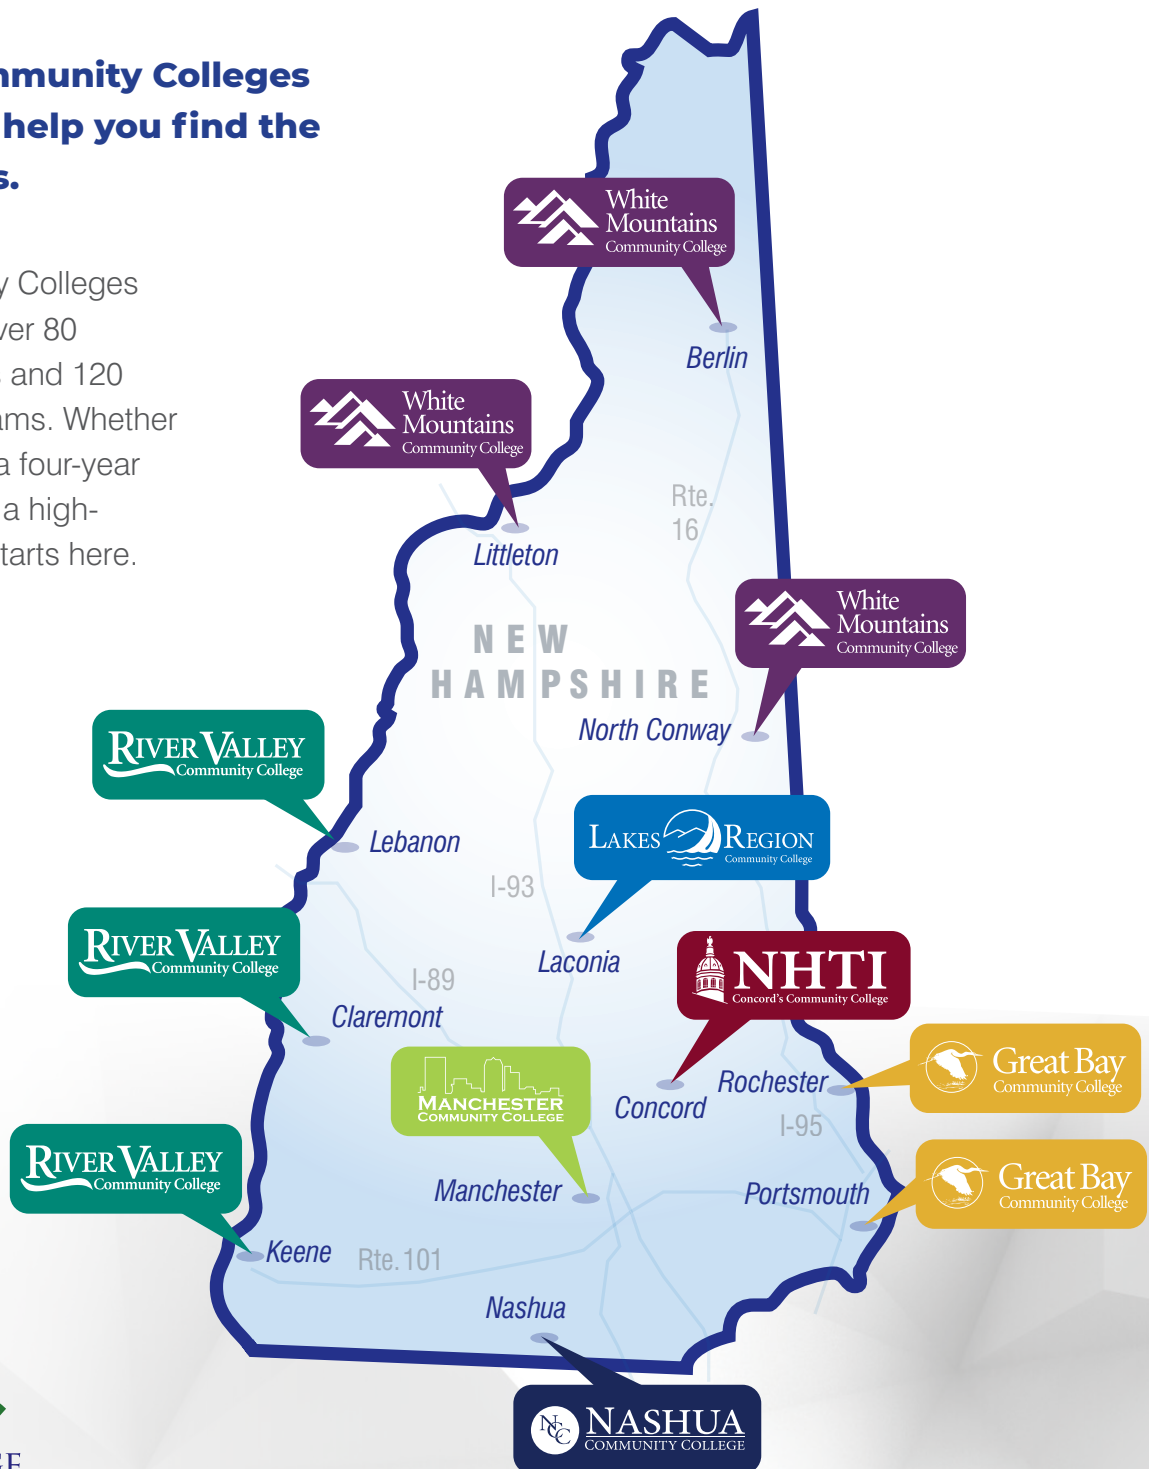 mmunity Colleges
help you find the
s.
y Colleges
ver 80
s and 120
ams. Whether
a four-year
a high-
tarts here.
White
Mountains
Community College
Berlin
White
Mountains
Community College
Rte.
16
Littleton
White
Mountains
Community College
NEW
HAMPSHIRE
North Conway
RIVER VALLEY
Community College
Lebanon
LAKES REGION
Community College
I-93
RIVER VALLEY
Community College
Laconia
NHTI
Concord's Community College
I-89
Claremont
MANCHESTER
COMMUNITY COLLEGE
Concord
Rochester
Great Bay
Community College
I-95
RIVER VALLEY
Community College
Manchester
Portsmouth
Great Bay
Community College
Keene
Rte. 101
Nashua
NCC
NASHUA
COMMUNITY COLLEGE
GE